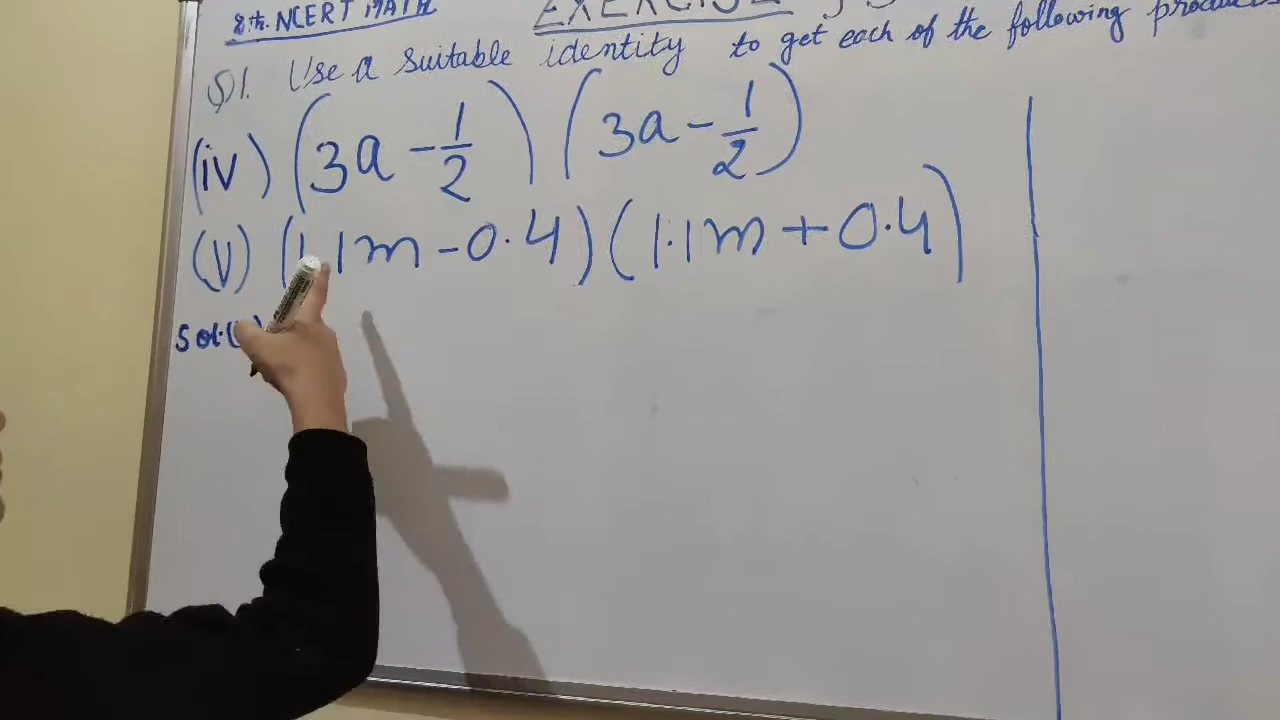 8th. NCERT MATH EXERCISE
Q1. Use a suitable identity to get each of the following products
(iv) (3a - 1/2) (3a - 1/2)
(v) (1.1m - 0.4) (1.1m + 0.4)
Sol.(